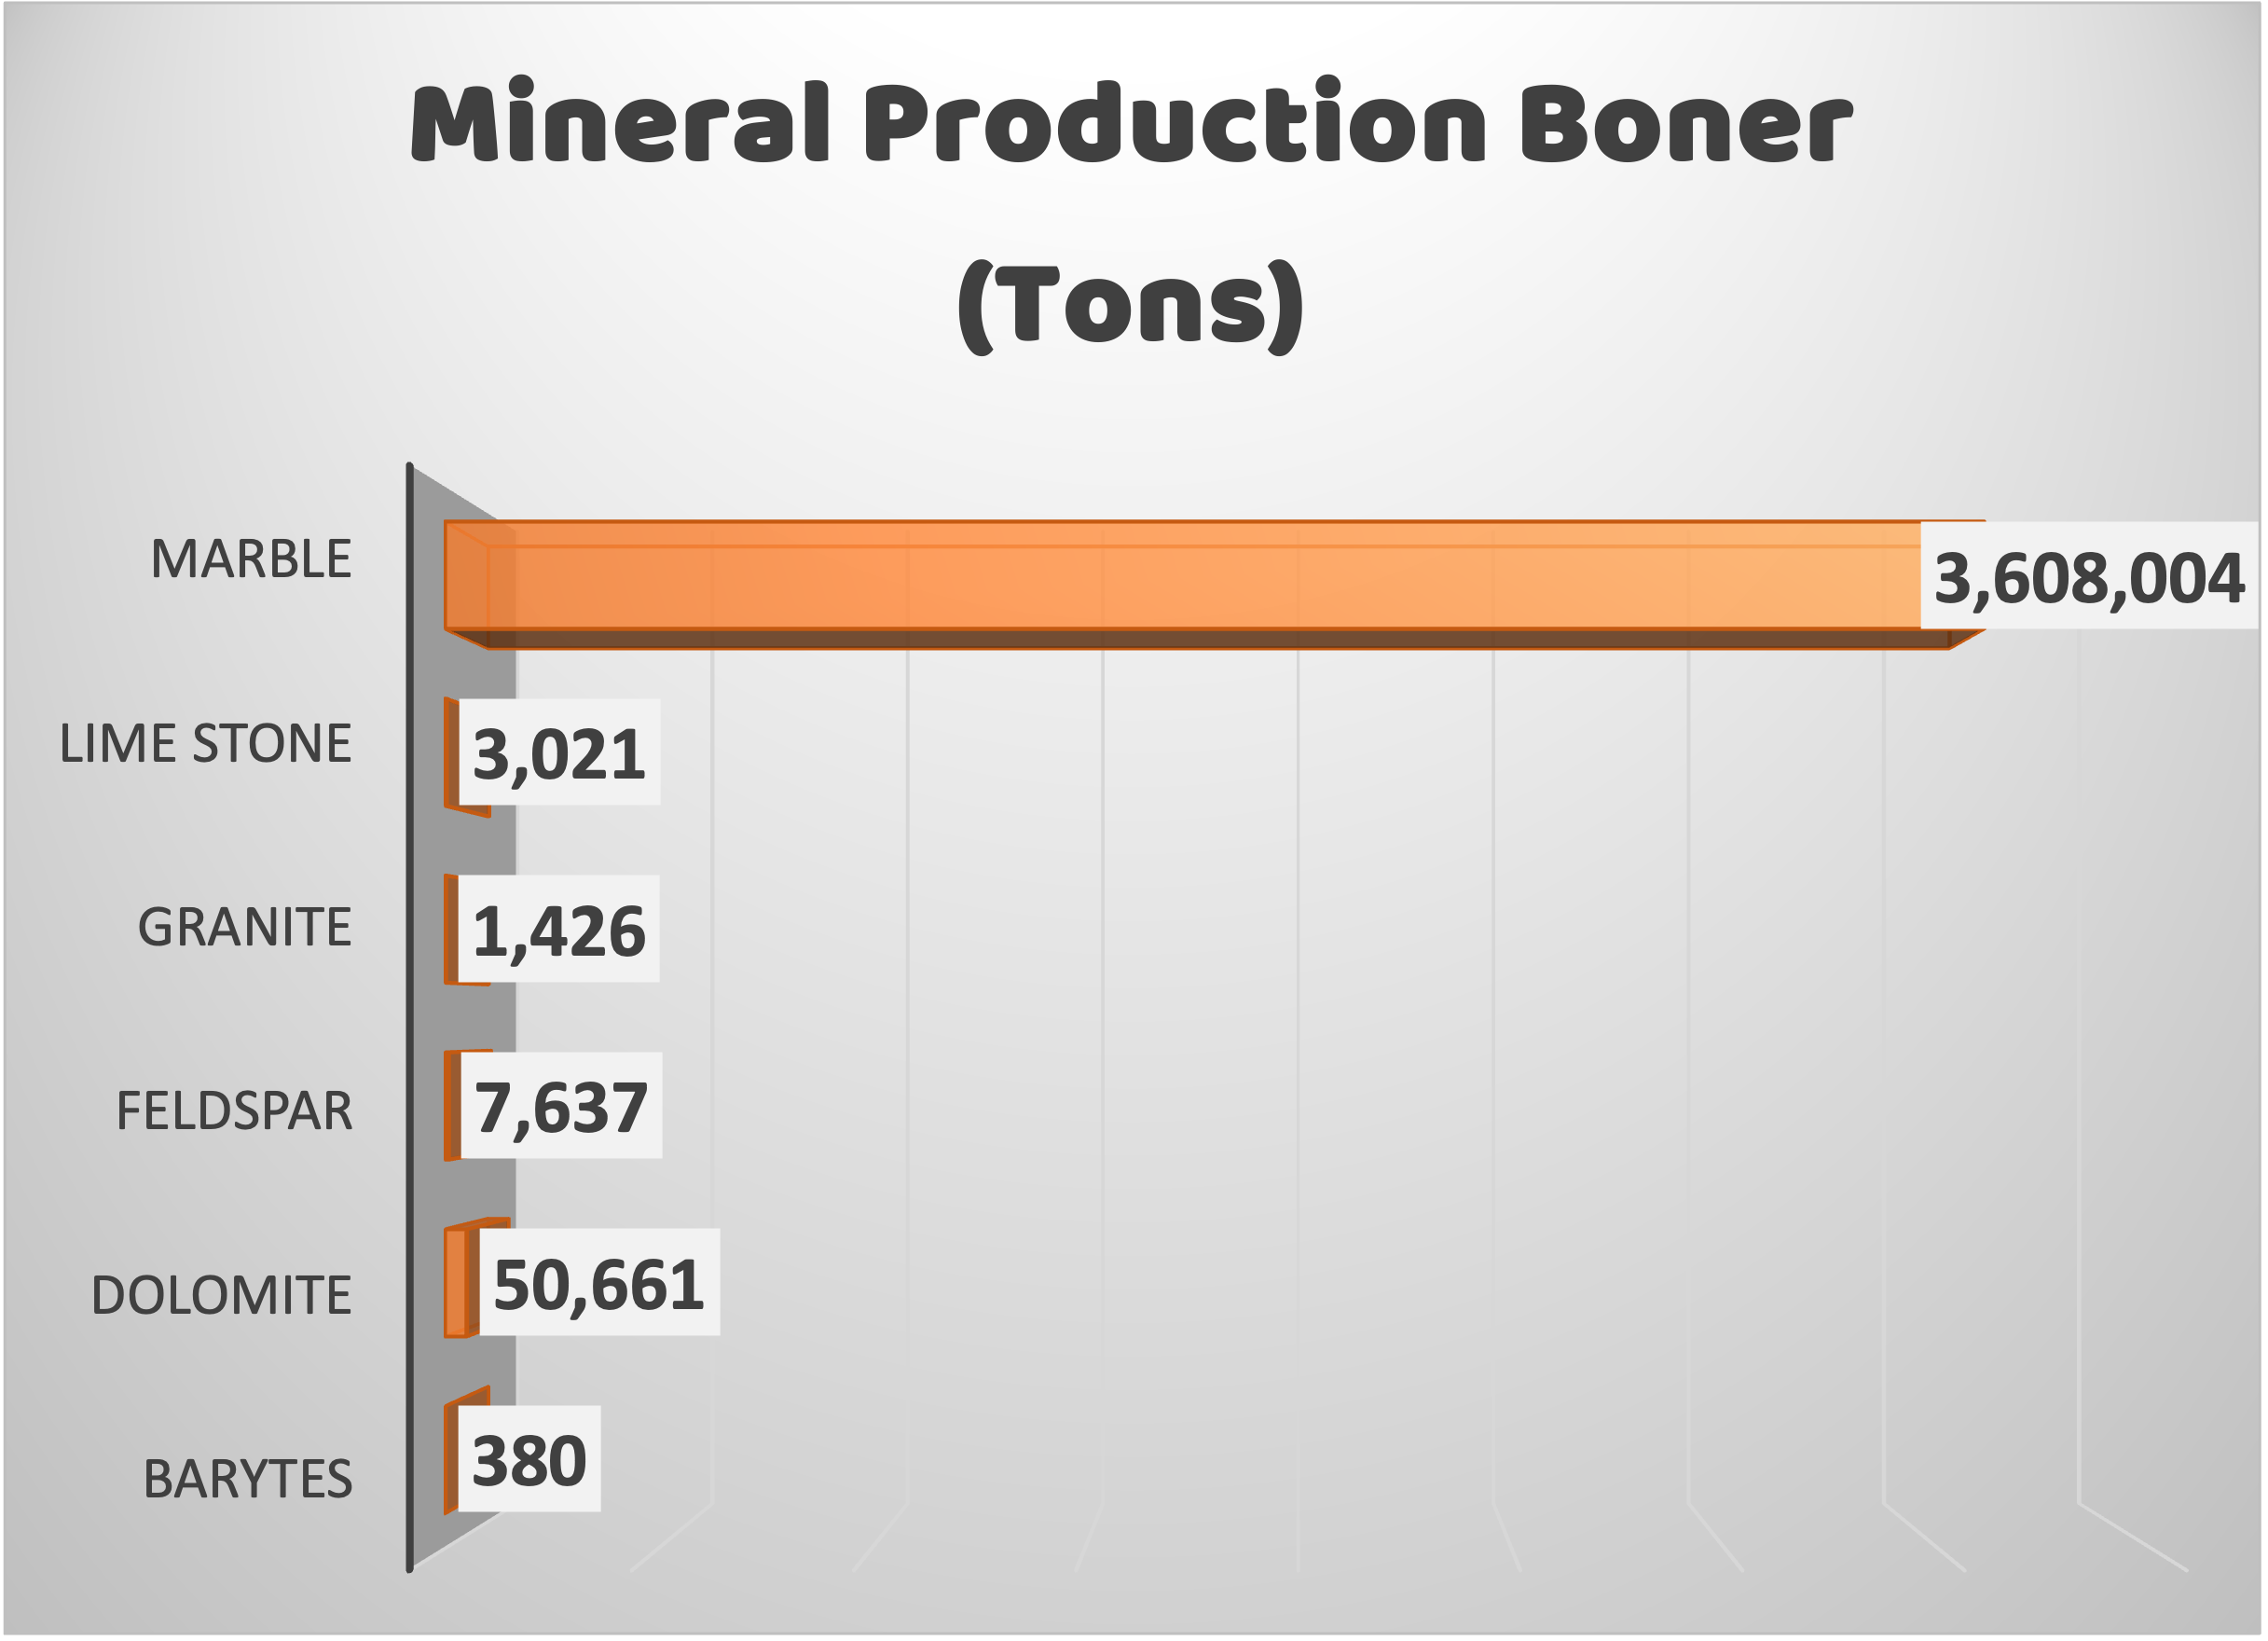 Mineral Production Boner
(Tons)
MARBLE 3,608,004
LIME STONE 3,021
GRANITE 1,426
FELDSPAR 7,637
DOLOMITE 50,661
BARYTES 380